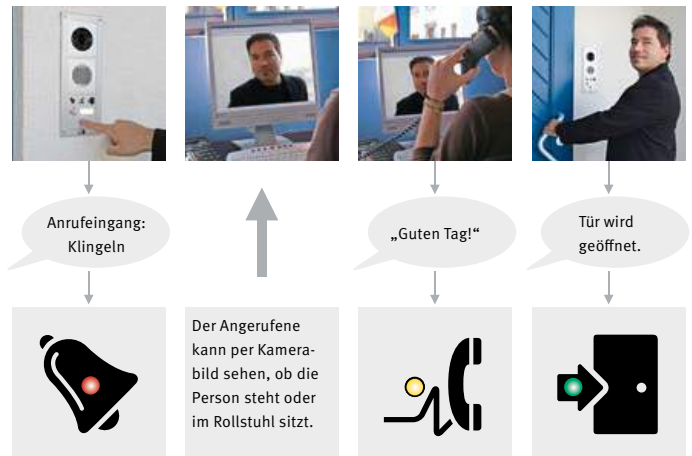 Anrufeingang:
Klingeln
„Guten Tag!“
Tür wird
geöffnet.
Der Angerufene
kann per Kamera-
bild sehen, ob die
Person steht oder
im Rollstuhl sitzt.